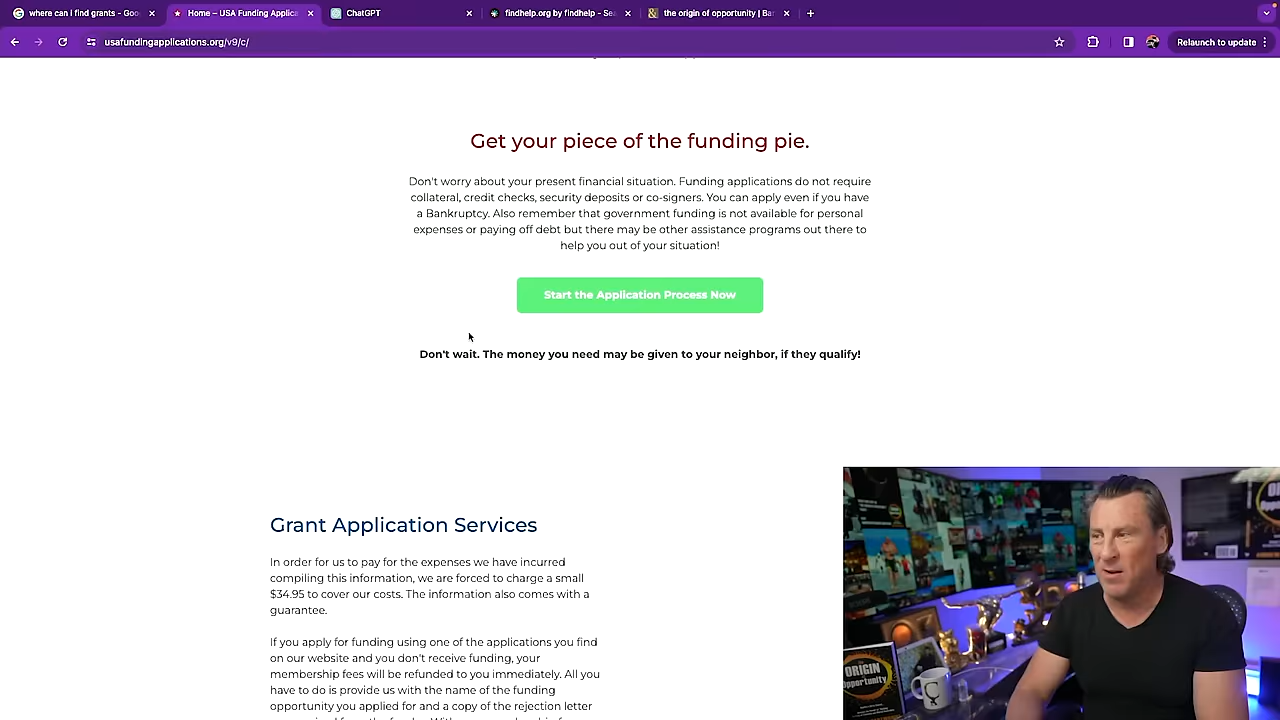 where can i find grants - Goo
Home – USA Funding Applica
ChatGPT
findhelp.org by findhelp - Sea
the origin of opportunity | Bar
usafundingapplications.org/v9/c/
Relaunch to update
Get your piece of the funding pie.
Don't worry about your present financial situation. Funding applications do not require
collateral, credit checks, security deposits or co-signers. You can apply even if you have
a Bankruptcy. Also remember that government funding is not available for personal
expenses or paying off debt but there may be other assistance programs out there to
help you out of your situation!
Start the Application Process Now
Don't wait. The money you need may be given to your neighbor, if they qualify!
Grant Application Services
In order for us to pay for the expenses we have incurred
compiling this information, we are forced to charge a small
$34.95 to cover our costs. The information also comes with a
guarantee.
If you apply for funding using one of the applications you find
on our website and you don't receive funding, your
membership fees will be refunded to you immediately. All you
have to do is provide us with the name of the funding
opportunity you applied for and a copy of the rejection letter
ORIGIN
Opportunity